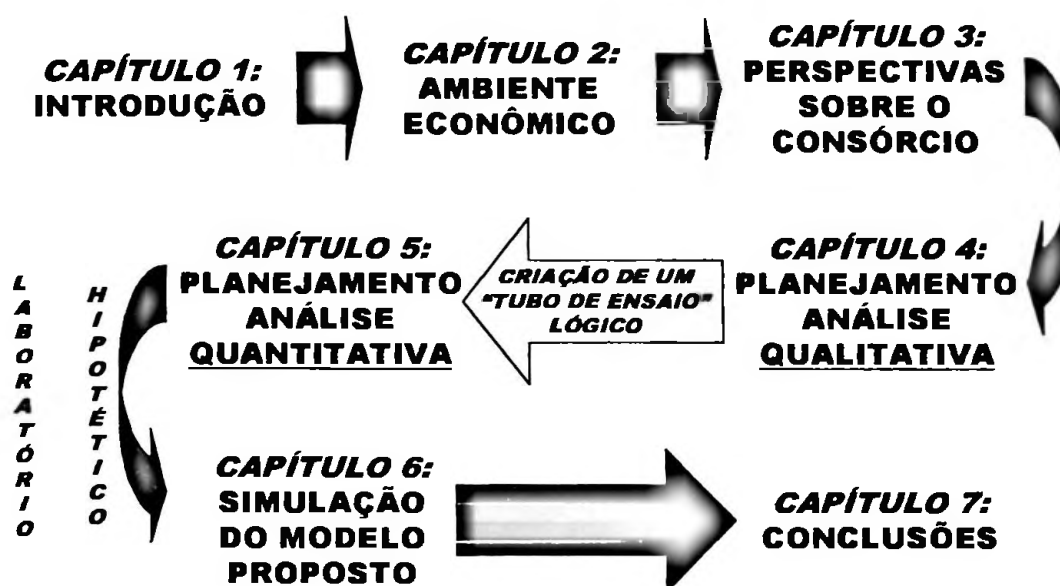 CAPÍTULO 1:
INTRODUÇÃO
CAPÍTULO 2:
AMBIENTE
ECONÔMICO
CAPÍTULO 3:
PERSPECTIVAS
SOBRE O
CONSÓRCIO
CAPÍTULO 4:
PLANEJAMENTO
ANÁLISE
QUALITATIVA
CRIAÇÃO DE UM
"TUBO DE ENSAIO"
LÓGICO
CAPÍTULO 5:
PLANEJAMENTO
ANÁLISE
QUANTITATIVA
LABORATÓRIO
HIPOTÉTICO
CAPÍTULO 6:
SIMULAÇÃO
DO MODELO
PROPOSTO
CAPÍTULO 7:
CONCLUSÕES